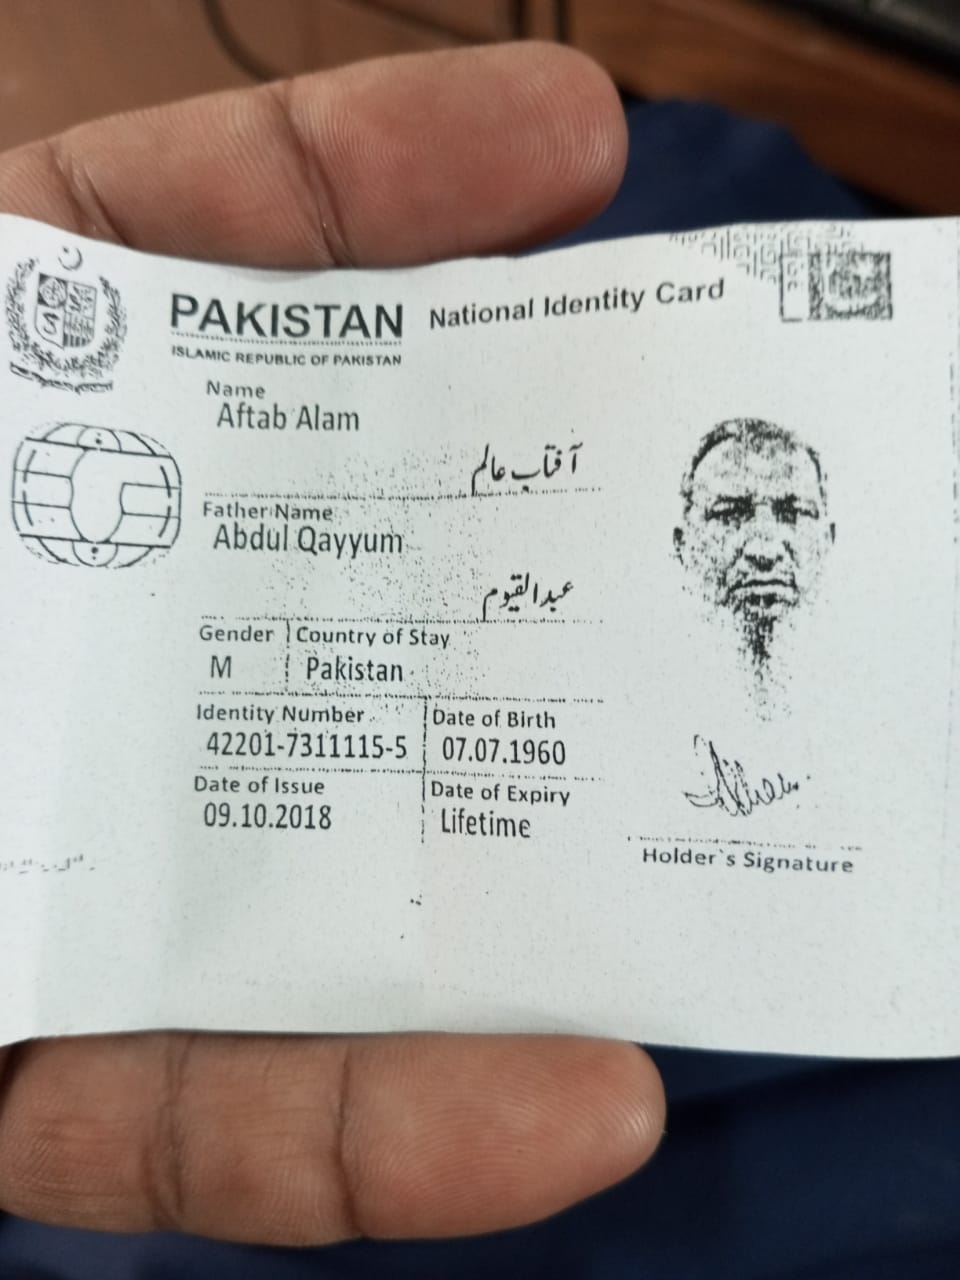 PAKISTAN National Identity Card
ISLAMIC REPUBLIC OF PAKISTAN
Name
Aftab Alam
آفتاب عالم
Father Name
Abdul Qayyum
عبدالقیوم
Gender Country of Stay
M Pakistan
Identity Number Date of Birth
42201-7311115-5 07.07.1960
Date of Issue Date of Expiry
09.10.2018 Lifetime
Holder`s Signature